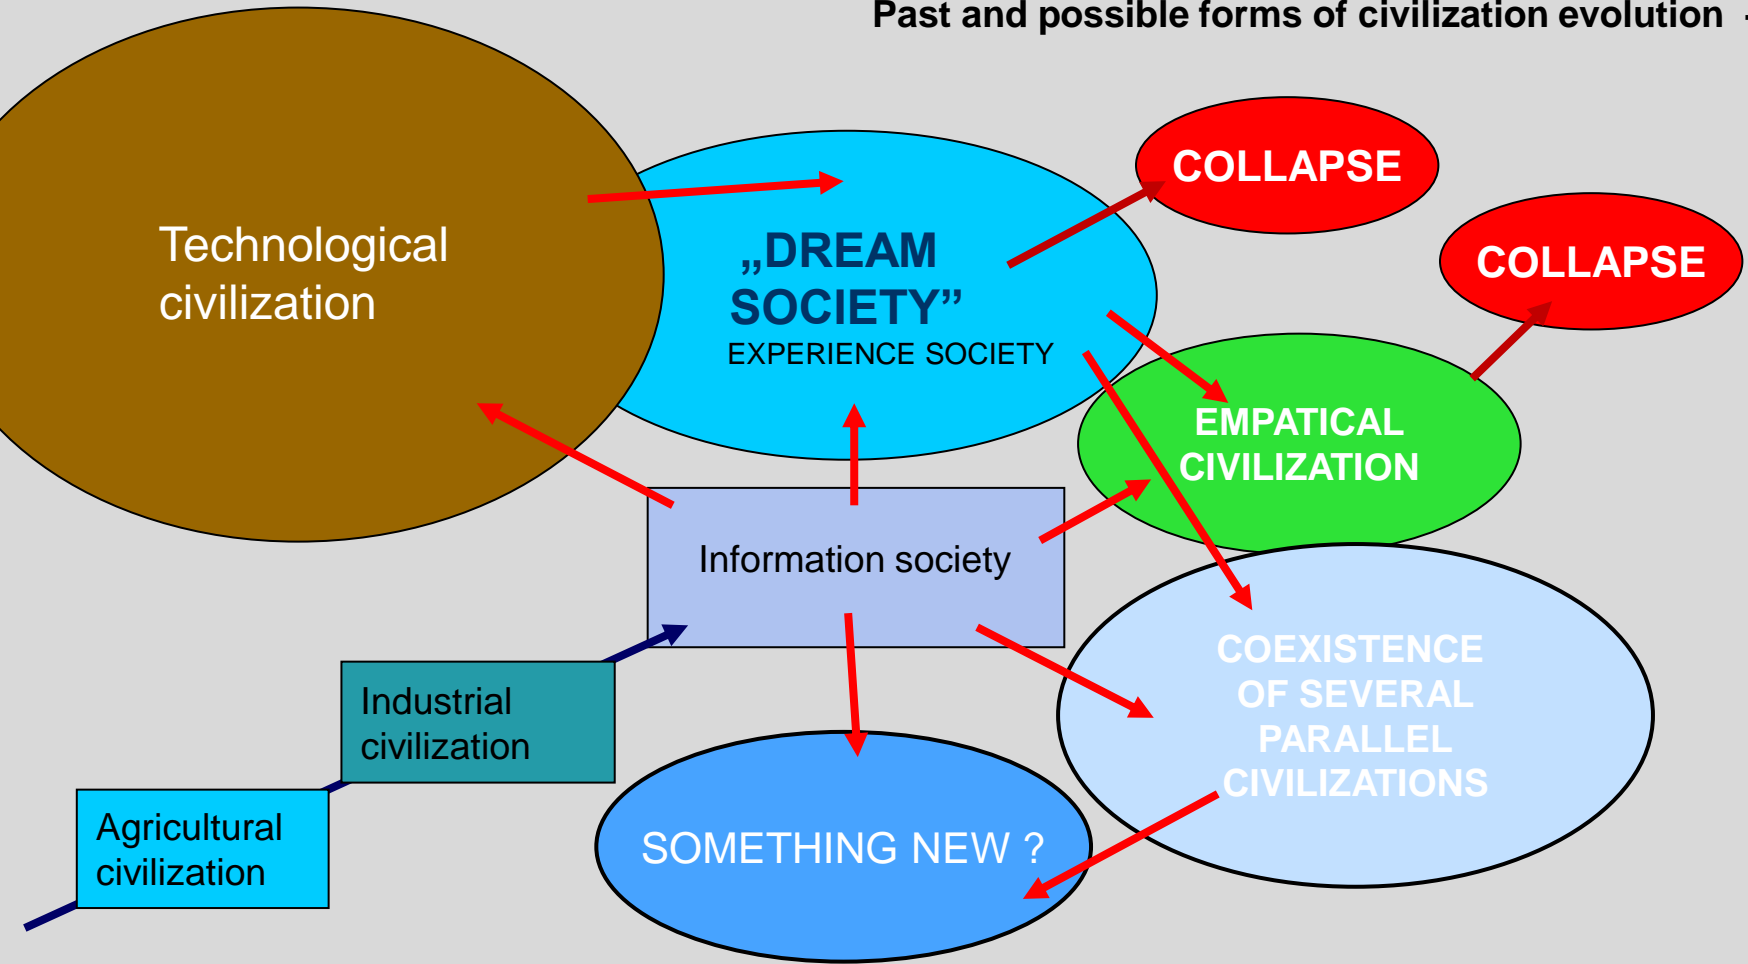 Past and possible forms of civilization evolution -
COLLAPSE
COLLAPSE
Technological
civilization
„DREAM
SOCIETY”
EXPERIENCE SOCIETY
EMPATICAL
CIVILIZATION
Information society
COEXISTENCE
OF SEVERAL
PARALLEL
CIVILIZATIONS
Industrial
civilization
SOMETHING NEW ?
Agricultural
civilization